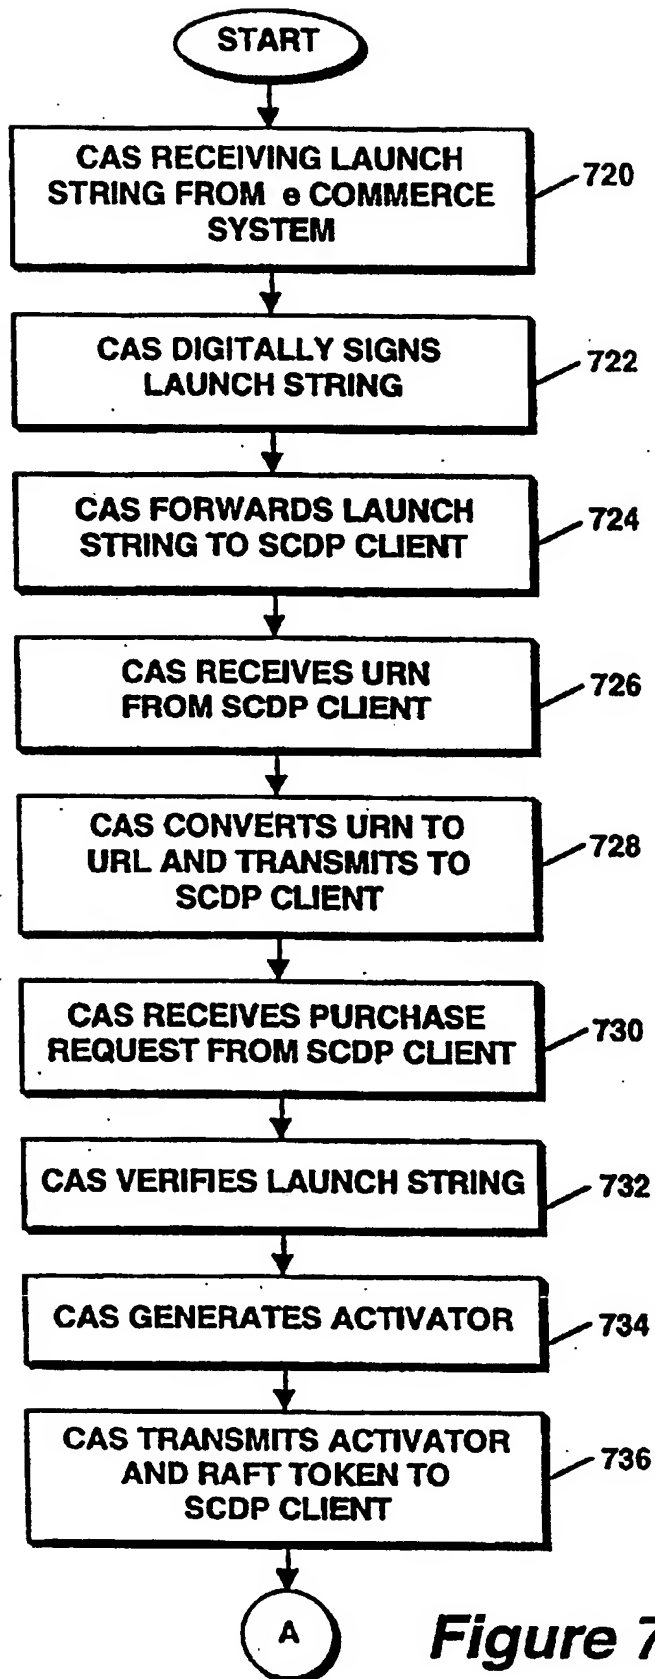 START
CAS RECEIVING LAUNCH
STRING FROM e COMMERCE
SYSTEM
720
CAS DIGITALLY SIGNS
LAUNCH STRING
722
CAS FORWARDS LAUNCH
STRING TO SCDP CLIENT
724
CAS RECEIVES URN
FROM SCDP CLIENT
726
CAS CONVERTS URN TO
URL AND TRANSMITS TO
SCDP CLIENT
728
CAS RECEIVES PURCHASE
REQUEST FROM SCDP CLIENT
730
CAS VERIFIES LAUNCH STRING
732
CAS GENERATES ACTIVATOR
734
CAS TRANSMITS ACTIVATOR
AND RAFT TOKEN TO
SCDP CLIENT
736
A
Figure 7